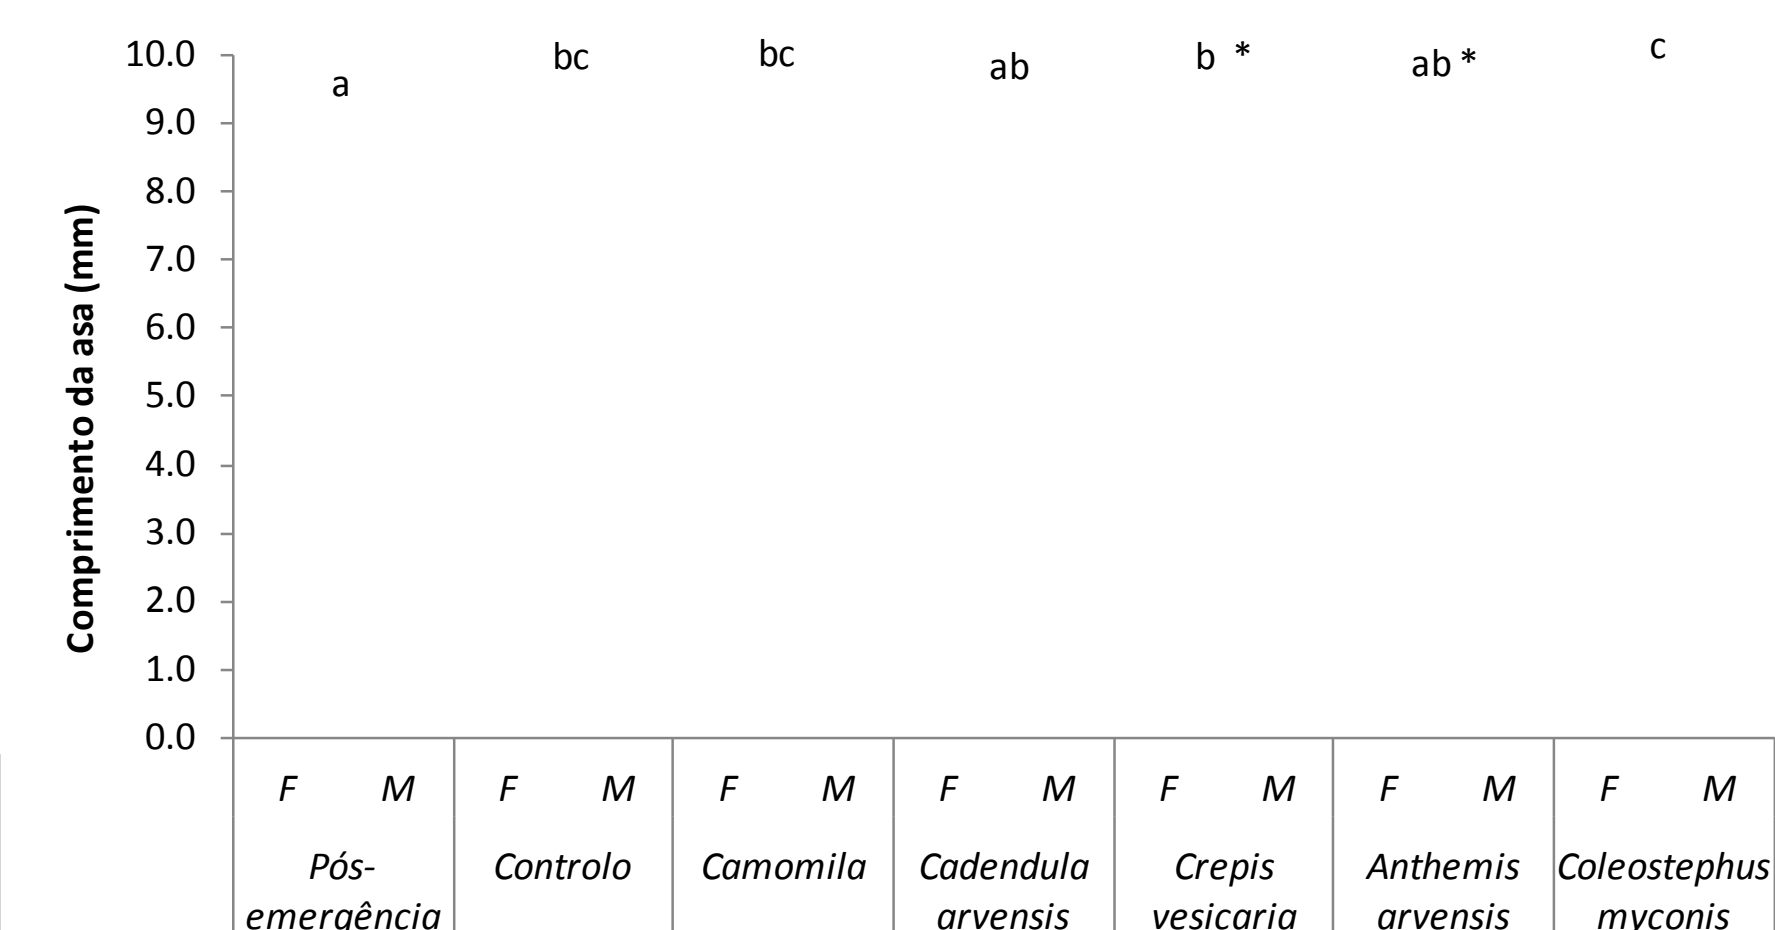 10.0
9.0
8.0
7.0
6.0
5.0
4.0
3.0
2.0
1.0
0.0
Comprimento da asa (mm)
a bc bc ab b * ab * c
F M F M F M F M F M F M F M
Pós- Controlo Camomila Cadendula Crepis Anthemis Coleostephus
emergência arvensis vesicaria arvensis myconis